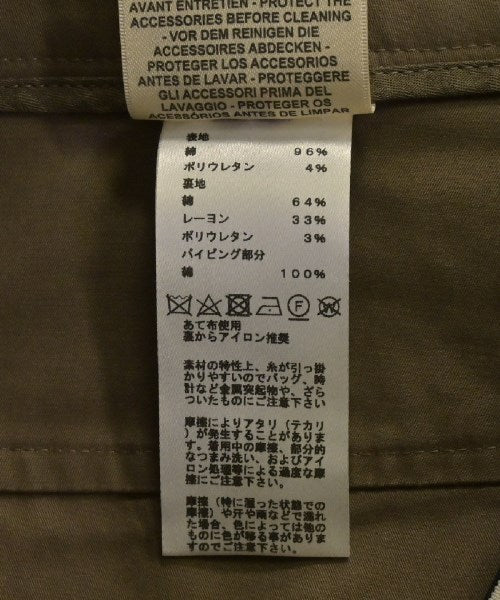 AVANT ENTRETIEN - PROTECT THE
ACCESSORIES BEFORE CLEANING -
- VOR DEM REINIGEN DIE
ACCESSOIRES ABDECKEN -
PROTEGER LOS ACCESORIOS
ANTES DE LAVAR - PROTEGGERE
GLI ACCESSORI PRIMA DEL
LAVAGGIO - PROTEGER OS
ACESSÓRIOS ANTES DE LIMPAR
表地
綿 96%
ポリウレタン 4%
裏地
綿 64%
レーヨン 33%
ポリウレタン 3%
パイピング部分
綿 100%
F W
あて布使用
裏からアイロン推奨
素材の特性上、糸が引っ掛
かりやすいのでバッグ、時
計など金属突起物や、ざら
ついたものにご注意下さい
摩擦によりアタリ(テカリ
)が発生することがありま
す。着用中の摩擦、部分的
なつまみ洗い、およびアイ
ロン処理等による過度な摩
擦にご注意下さい。
摩擦(特に湿った状態での
摩擦)や汗や雨などで濡れ
た場合、色によっては他の
ものに色が移る事がありま
すのでご注意下さい。